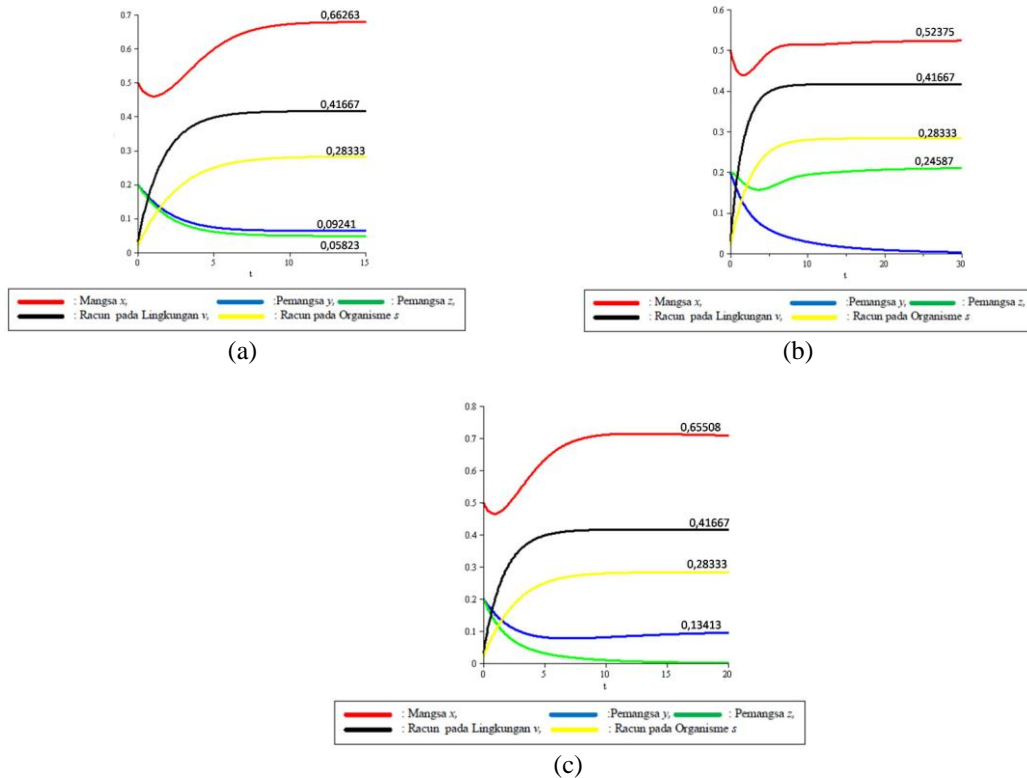 0.7
0,66263
0.6
0.5
0,41667
0.4
0.3
0,28333
0.2
0.1
0,09241
0
0,05823
0 5 10 15
t
: Mangsa x, :Pemangsa y, : Pemangsa z,
: Racun pada Lingkungan v, : Racun pada Organisme s
(a)
0.6
0,52375
0.5
0,41667
0.4
0.3
0,28333
0,24587
0.2
0.1
0
0 10 20 30
t
: Mangsa x, :Pemangsa y, : Pemangsa z,
: Racun pada Lingkungan v, : Racun pada Organisme s
(b)
0.8
0,65508
0.7
0.6
0.5
0,41667
0.4
0.3
0,28333
0.2
0,13413
0.1
0
0 5 10 15 20
t
: Mangsa x, :Pemangsa y, : Pemangsa z,
: Racun pada Lingkungan v, : Racun pada Organisme s
(c)